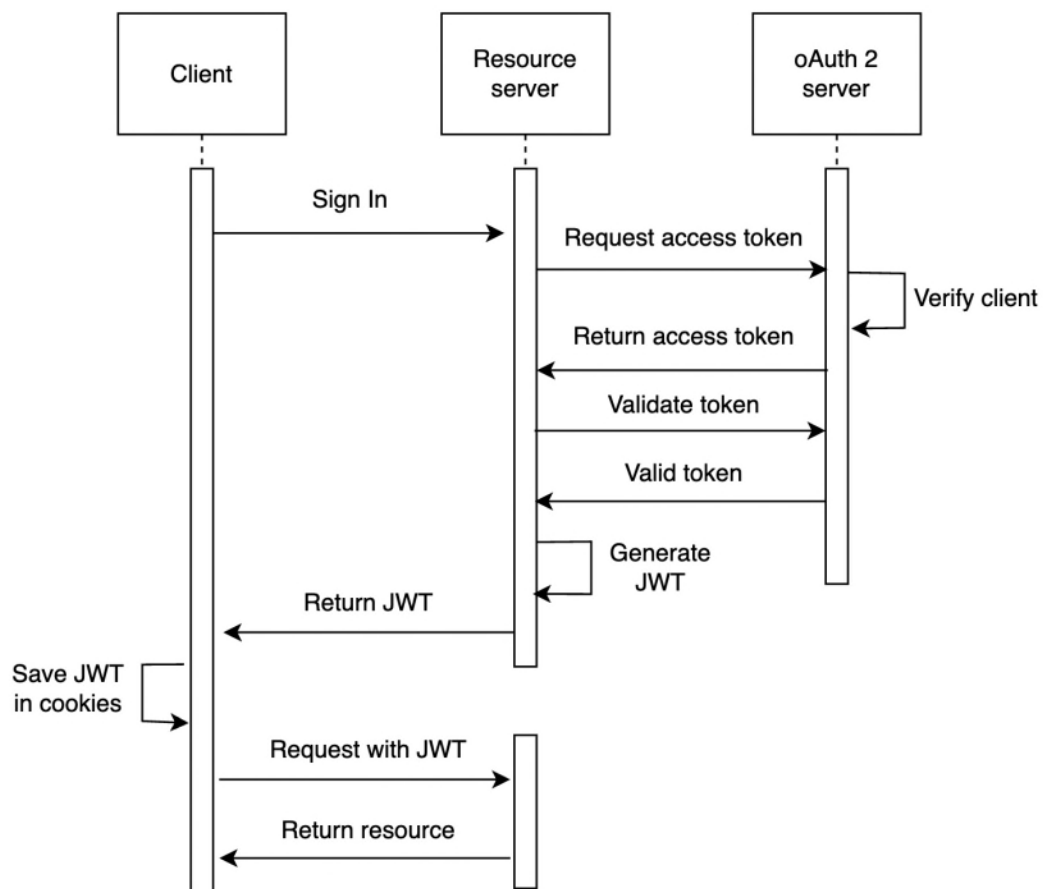 Client
Resource
server
oAuth 2
server
Sign In
Request access token
Verify client
Return access token
Validate token
Valid token
Generate
JWT
Return JWT
Save JWT
in cookies
Request with JWT
Return resource